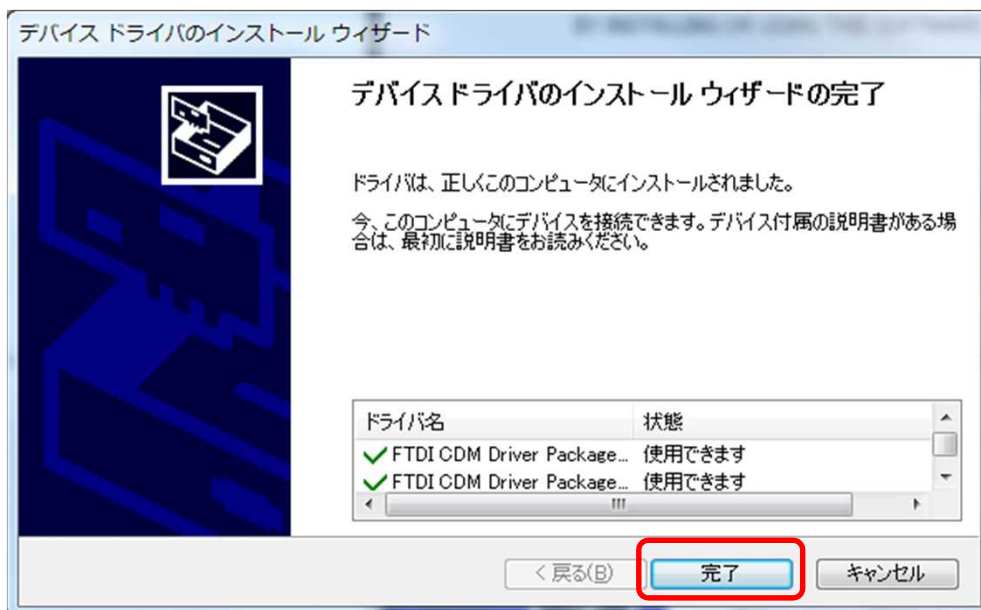 デバイス ドライバのインストール ウィザード
デバイス ドライバのインストール ウィザードの完了
ドライバは、正しくこのコンピュータにインストールされました。
今、このコンピュータにデバイスを接続できます。デバイス付属の説明書がある場
合は、最初に説明書をお読みください。
ドライバ名 状態
FTDI CDM Driver Package... 使用できます
FTDI CDM Driver Package... 使用できます
< 戻る(B) 完了 キャンセル